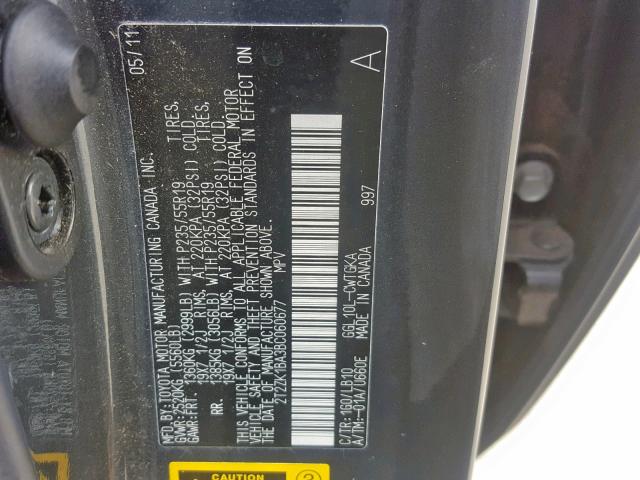 MFD.BY:TOYOTA MOTOR MANUFACTURING CANADA INC. 05/11
GVWR:2520KG(5560LB)
GAWR:FRT. 1360KG (2999LB) WITH P235/55R19 TIRES,
19X7 1/2J RIMS, AT 220KPA (32PSI) COLD.
RR. 1385KG (3056LB) WITH P235/55R19 TIRES,
19X7 1/2J RIMS, AT 220KPA (32PSI) COLD.
THIS VEHICLE CONFORMS TO ALL APPLICABLE FEDERAL MOTOR
VEHICLE SAFETY AND THEFT PREVENTION STANDARDS IN EFFECT ON
THE DATE OF MANUFACTURE SHOWN ABOVE.
2T2ZK1BA3BC060677 MPV
A
C/TR:1G0/LB10 GGL10L-CWTGKA
A/TM:-01A/U660E MADE IN CANADA 997
CAUTION